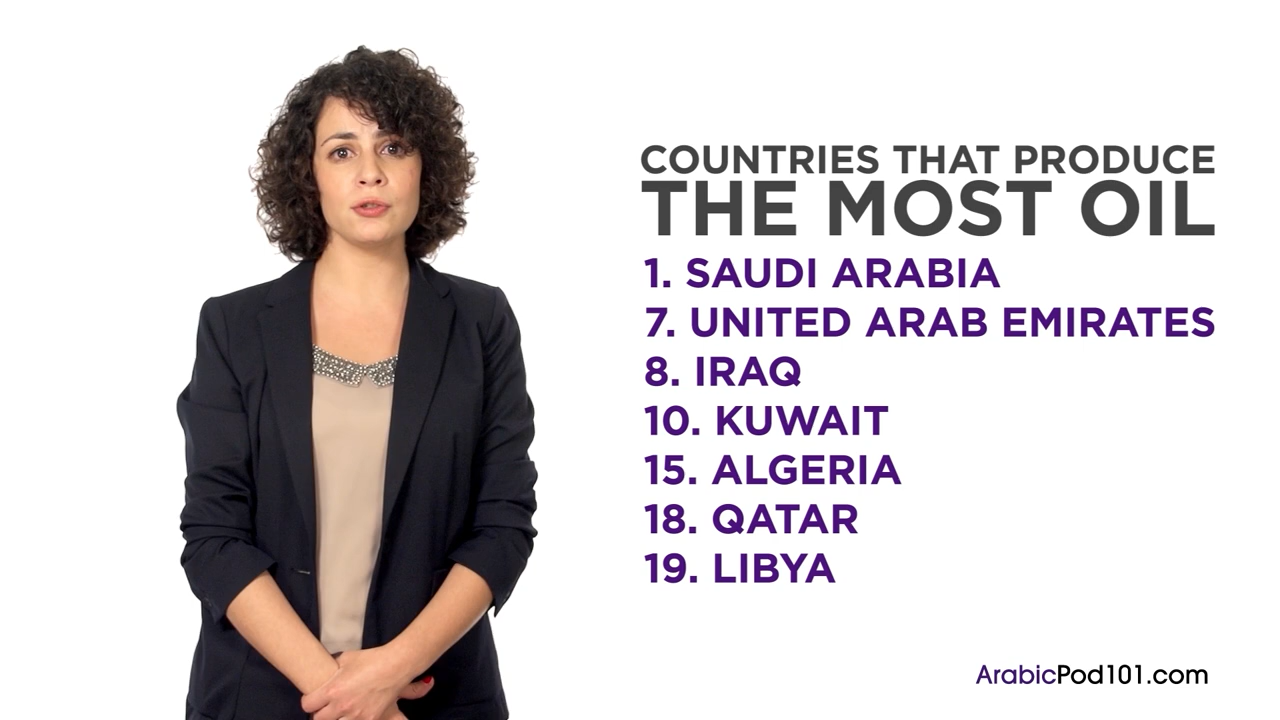 COUNTRIES THAT PRODUCE
THE MOST OIL
1. SAUDI ARABIA
7. UNITED ARAB EMIRATES
8. IRAQ
10. KUWAIT
15. ALGERIA
18. QATAR
19. LIBYA
ArabicPod101.com